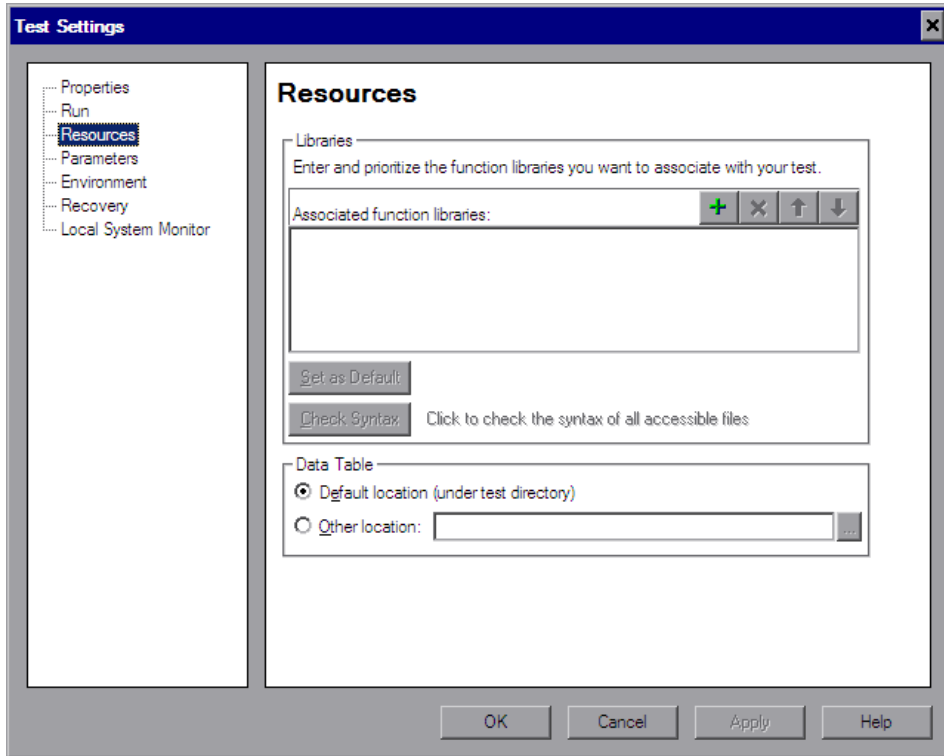 Test Settings
Properties
Run
Resources
Parameters
Environment
Recovery
Local System Monitor
Resources
Libraries
Enter and prioritize the function libraries you want to associate with your test.
Associated function libraries:
Set as Default
Check Syntax Click to check the syntax of all accessible files
Data Table
Default location (under test directory)
Other location: ...
OK Cancel Apply Help